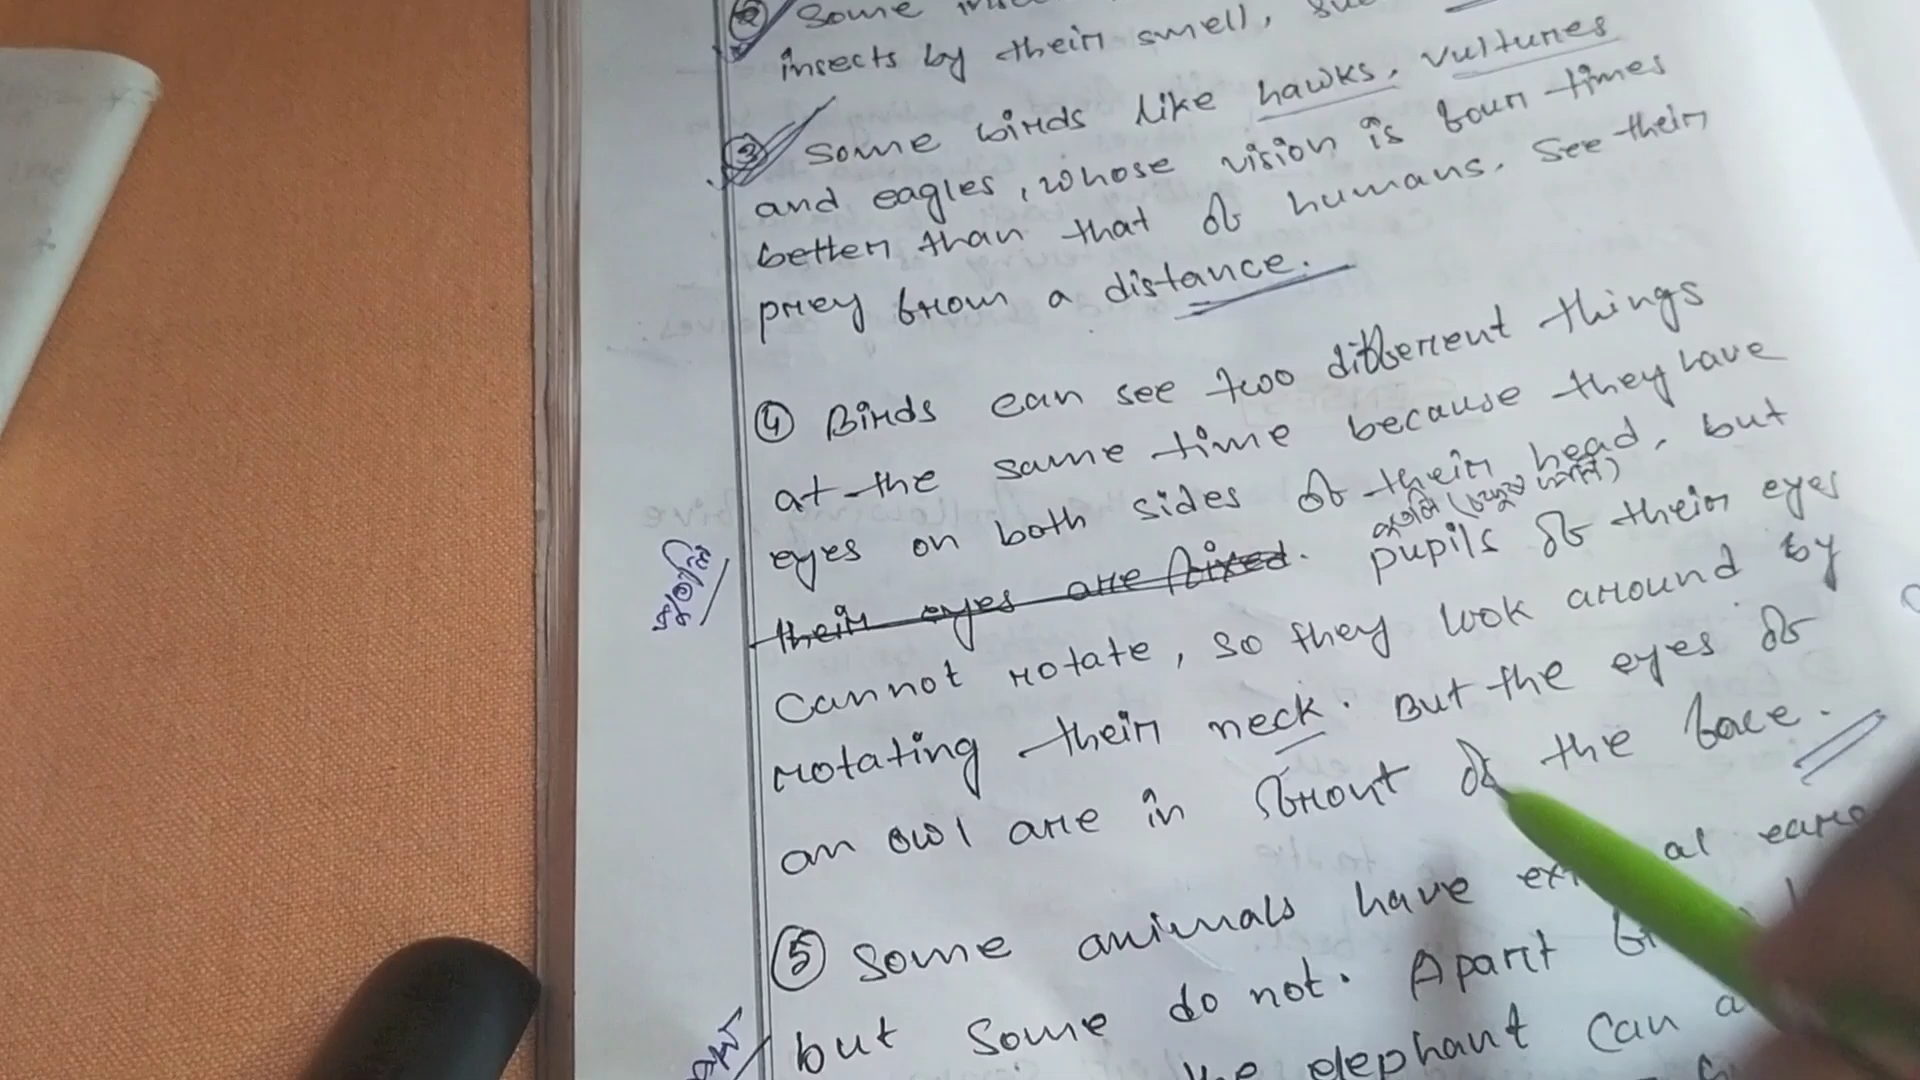 ② Some
insects by their smell,
③ Some birds like hawks, vultures
and eagles, whose vision is four times
better than that of humans. See their
prey from a distance.
④ Birds can see two different things
at the same time because they have
eyes on both sides of their head, but
their eyes are fixed. pupils of their eyes
cannot rotate, so they look around by
rotating their neck. But the eyes of
an owl are in front of the face.
⑤ Some animals have ears
but some do not. Apart
elephant can